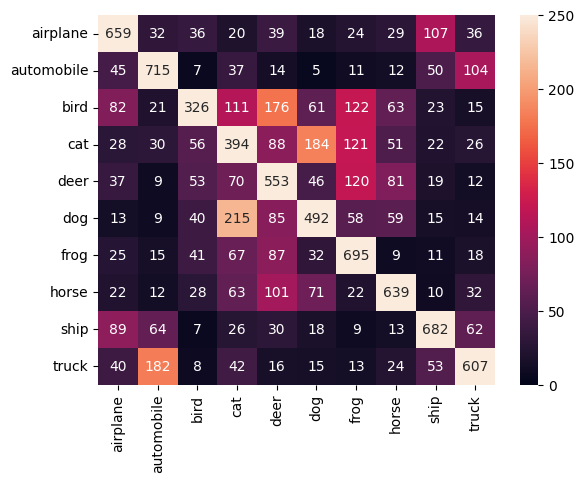 airplane 659 32 36 20 39 18 24 29 107 36
automobile 45 715 7 37 14 5 11 12 50 104
bird 82 21 326 111 176 61 122 63 23 15
cat 28 30 56 394 88 184 121 51 22 26
deer 37 9 53 70 553 46 120 81 19 12
dog 13 9 40 215 85 492 58 59 15 14
frog 25 15 41 67 87 32 695 9 11 18
horse 22 12 28 63 101 71 22 639 10 32
ship 89 64 7 26 30 18 9 13 682 62
truck 40 182 8 42 16 15 13 24 53 607
airplane automobile bird cat deer dog frog horse ship truck
250
200
150
100
50
0